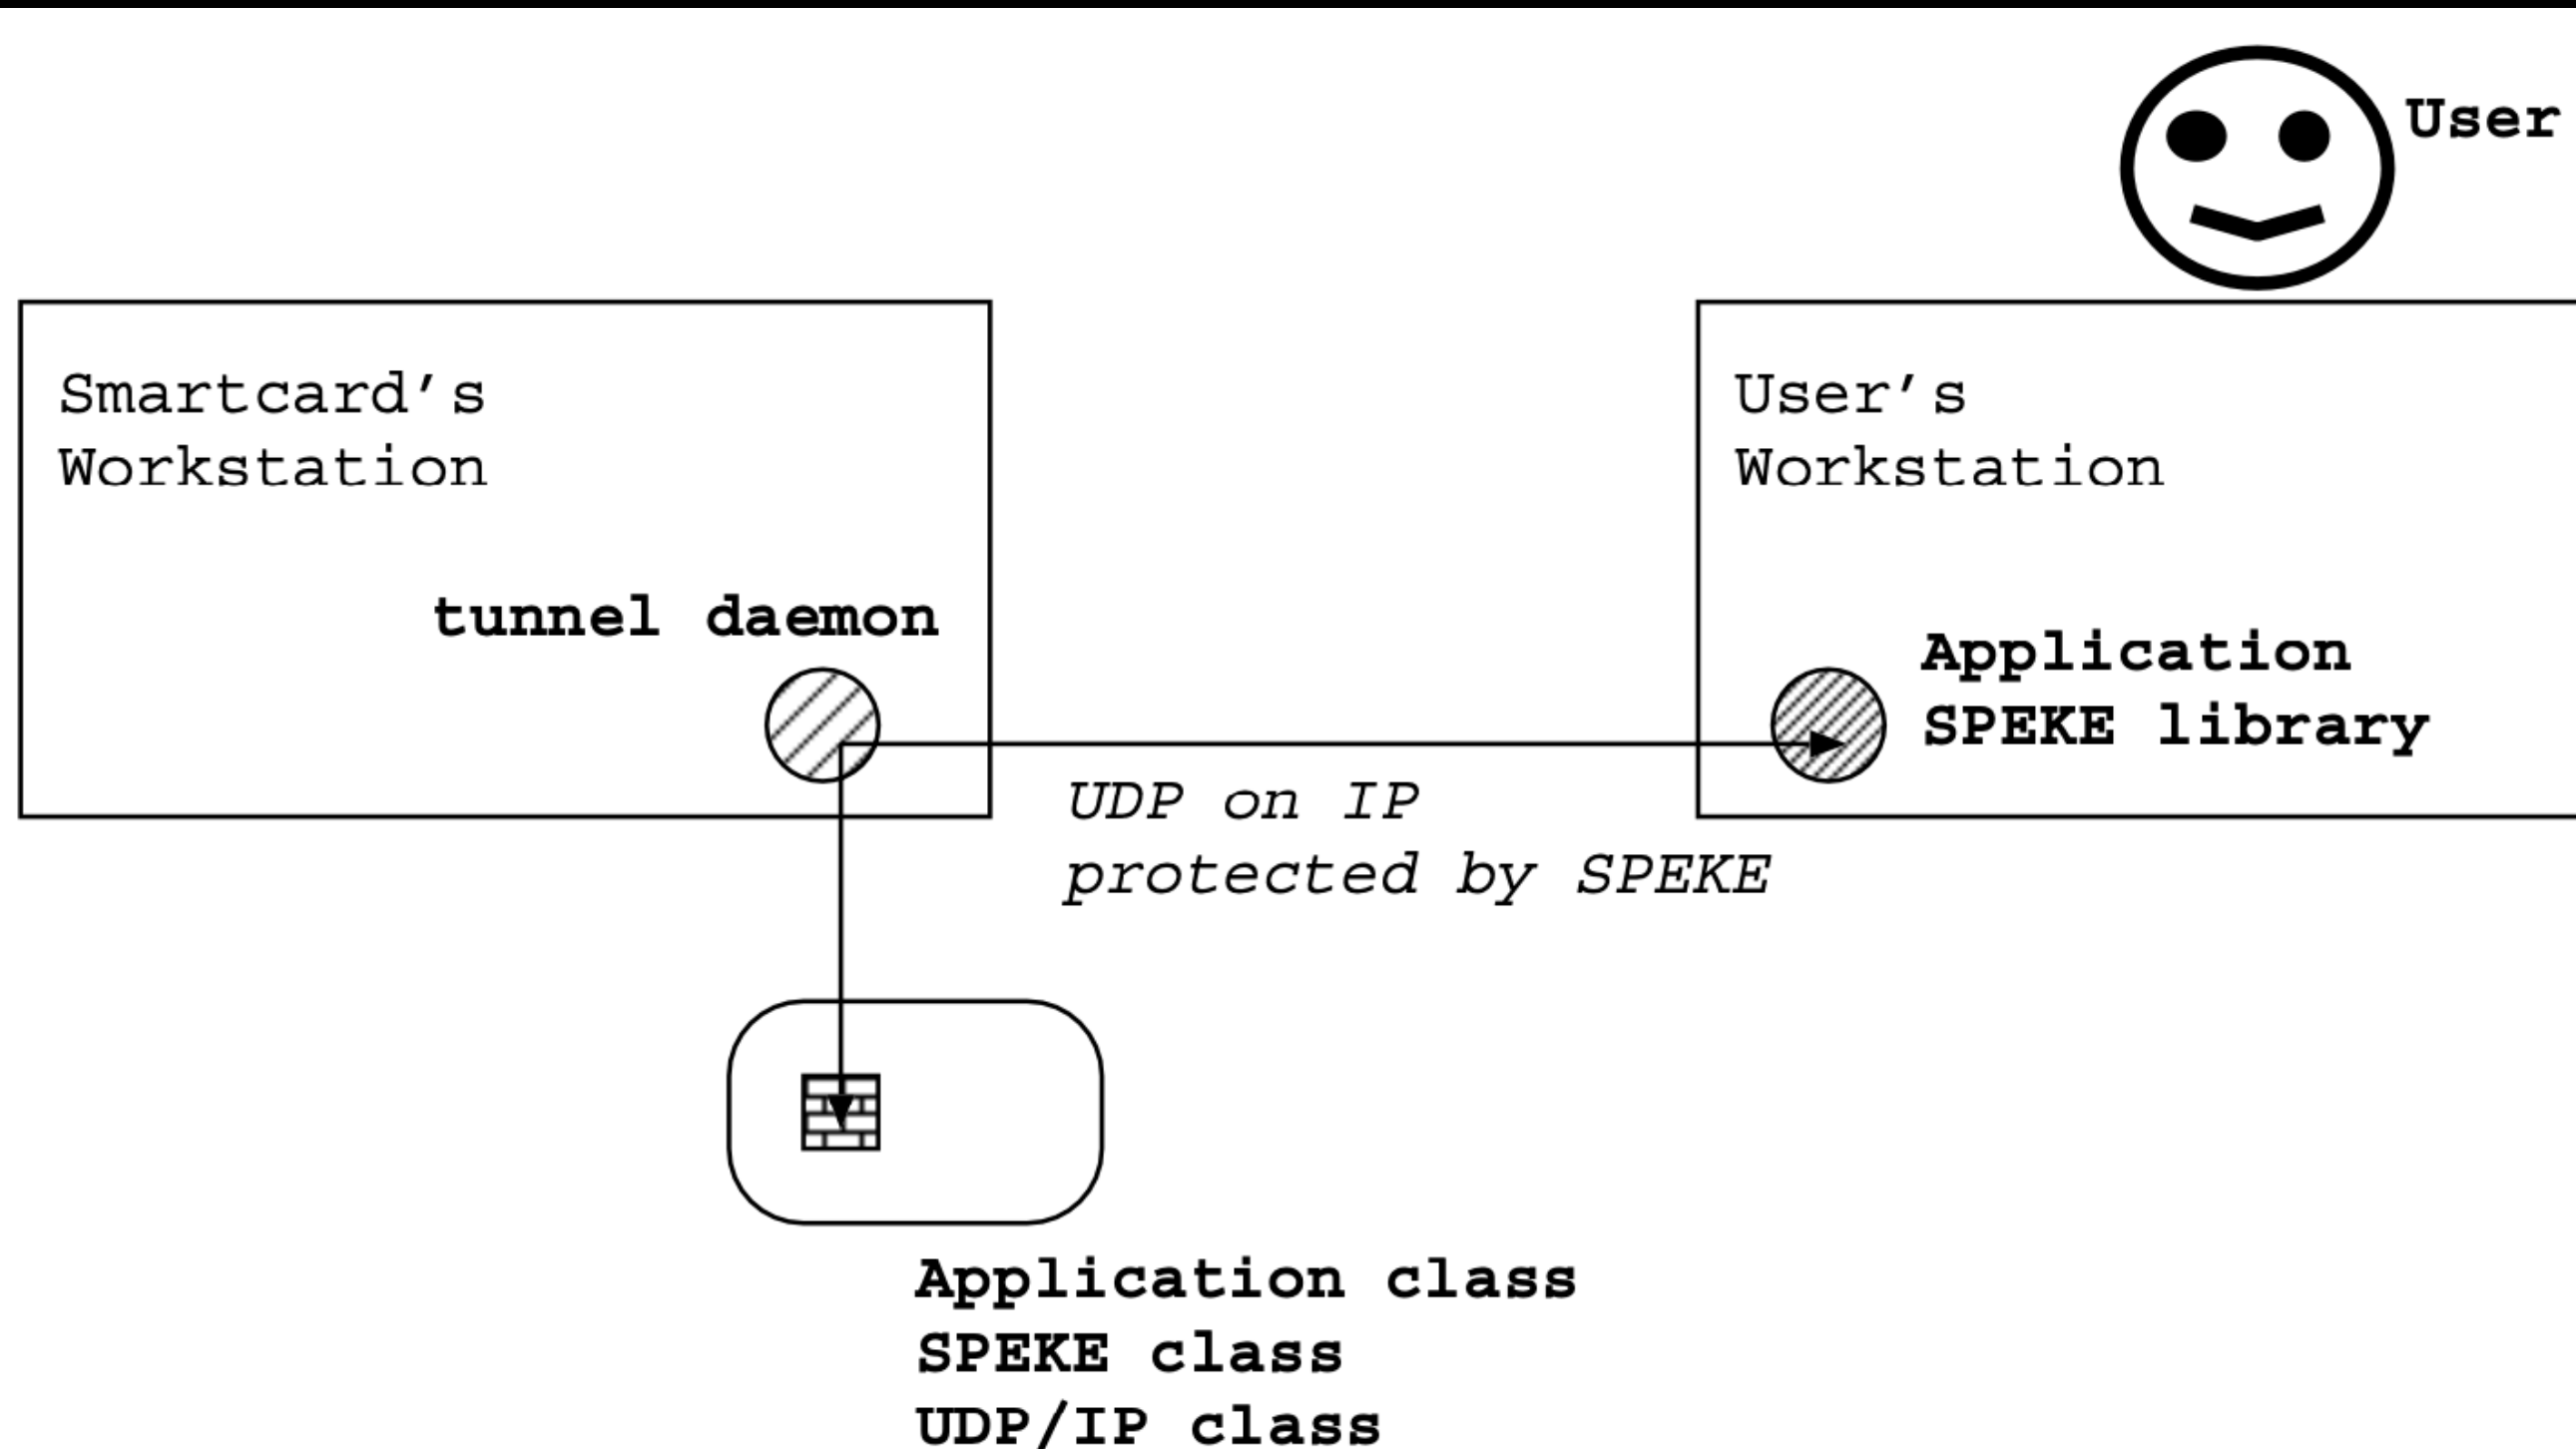 User
Smartcard’s
Workstation
User’s
Workstation
tunnel daemon
Application
SPEKE library
UDP on IP
protected by SPEKE
Application class
SPEKE class
UDP/IP class